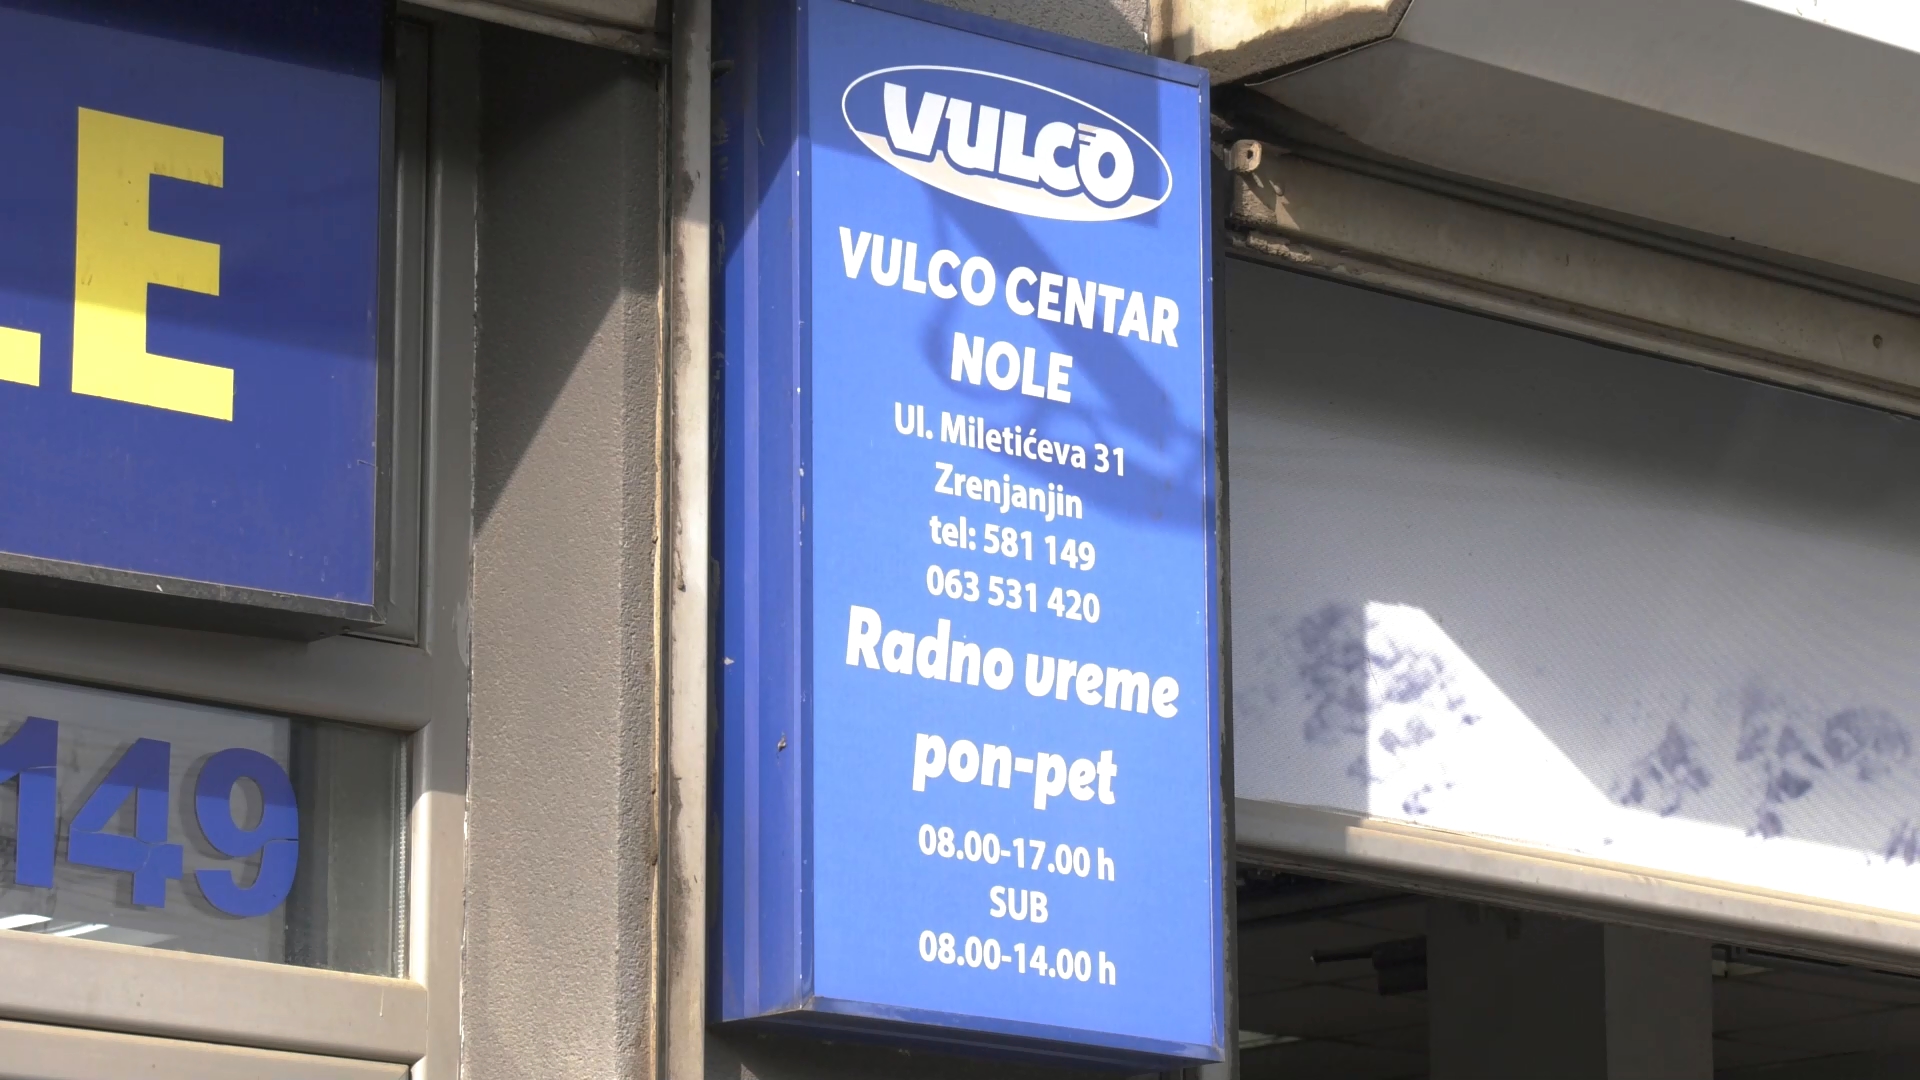 LE
149
VULCO
VULCO CENTAR
NOLE
Ul. Miletićeva 31
Zrenjanjin
tel: 581 149
063 531 420
Radno vreme
pon-pet
08.00-17.00 h
SUB
08.00-14.00 h